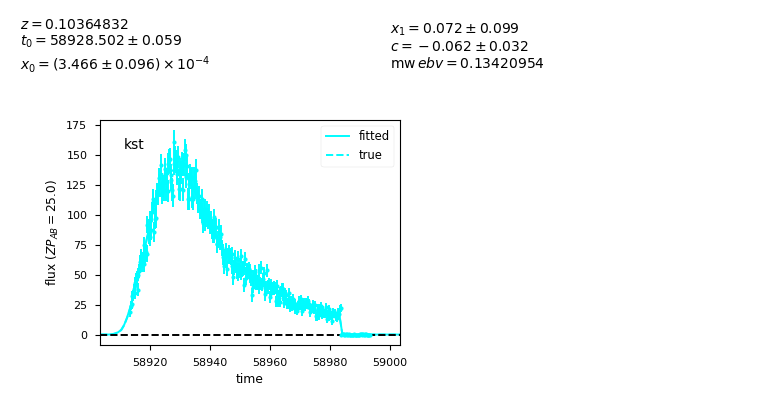 z = 0.10364832
t₀ = 58928.502 ± 0.059
x₀ = (3.466 ± 0.096) × 10⁻⁴
x₁ = 0.072 ± 0.099
c = −0.062 ± 0.032
mw ebv = 0.13420954
kst
fitted
true
175
150
125
100
75
50
25
0
flux (ZP_AB = 25.0)
58920 58940 58960 58980 59000
time